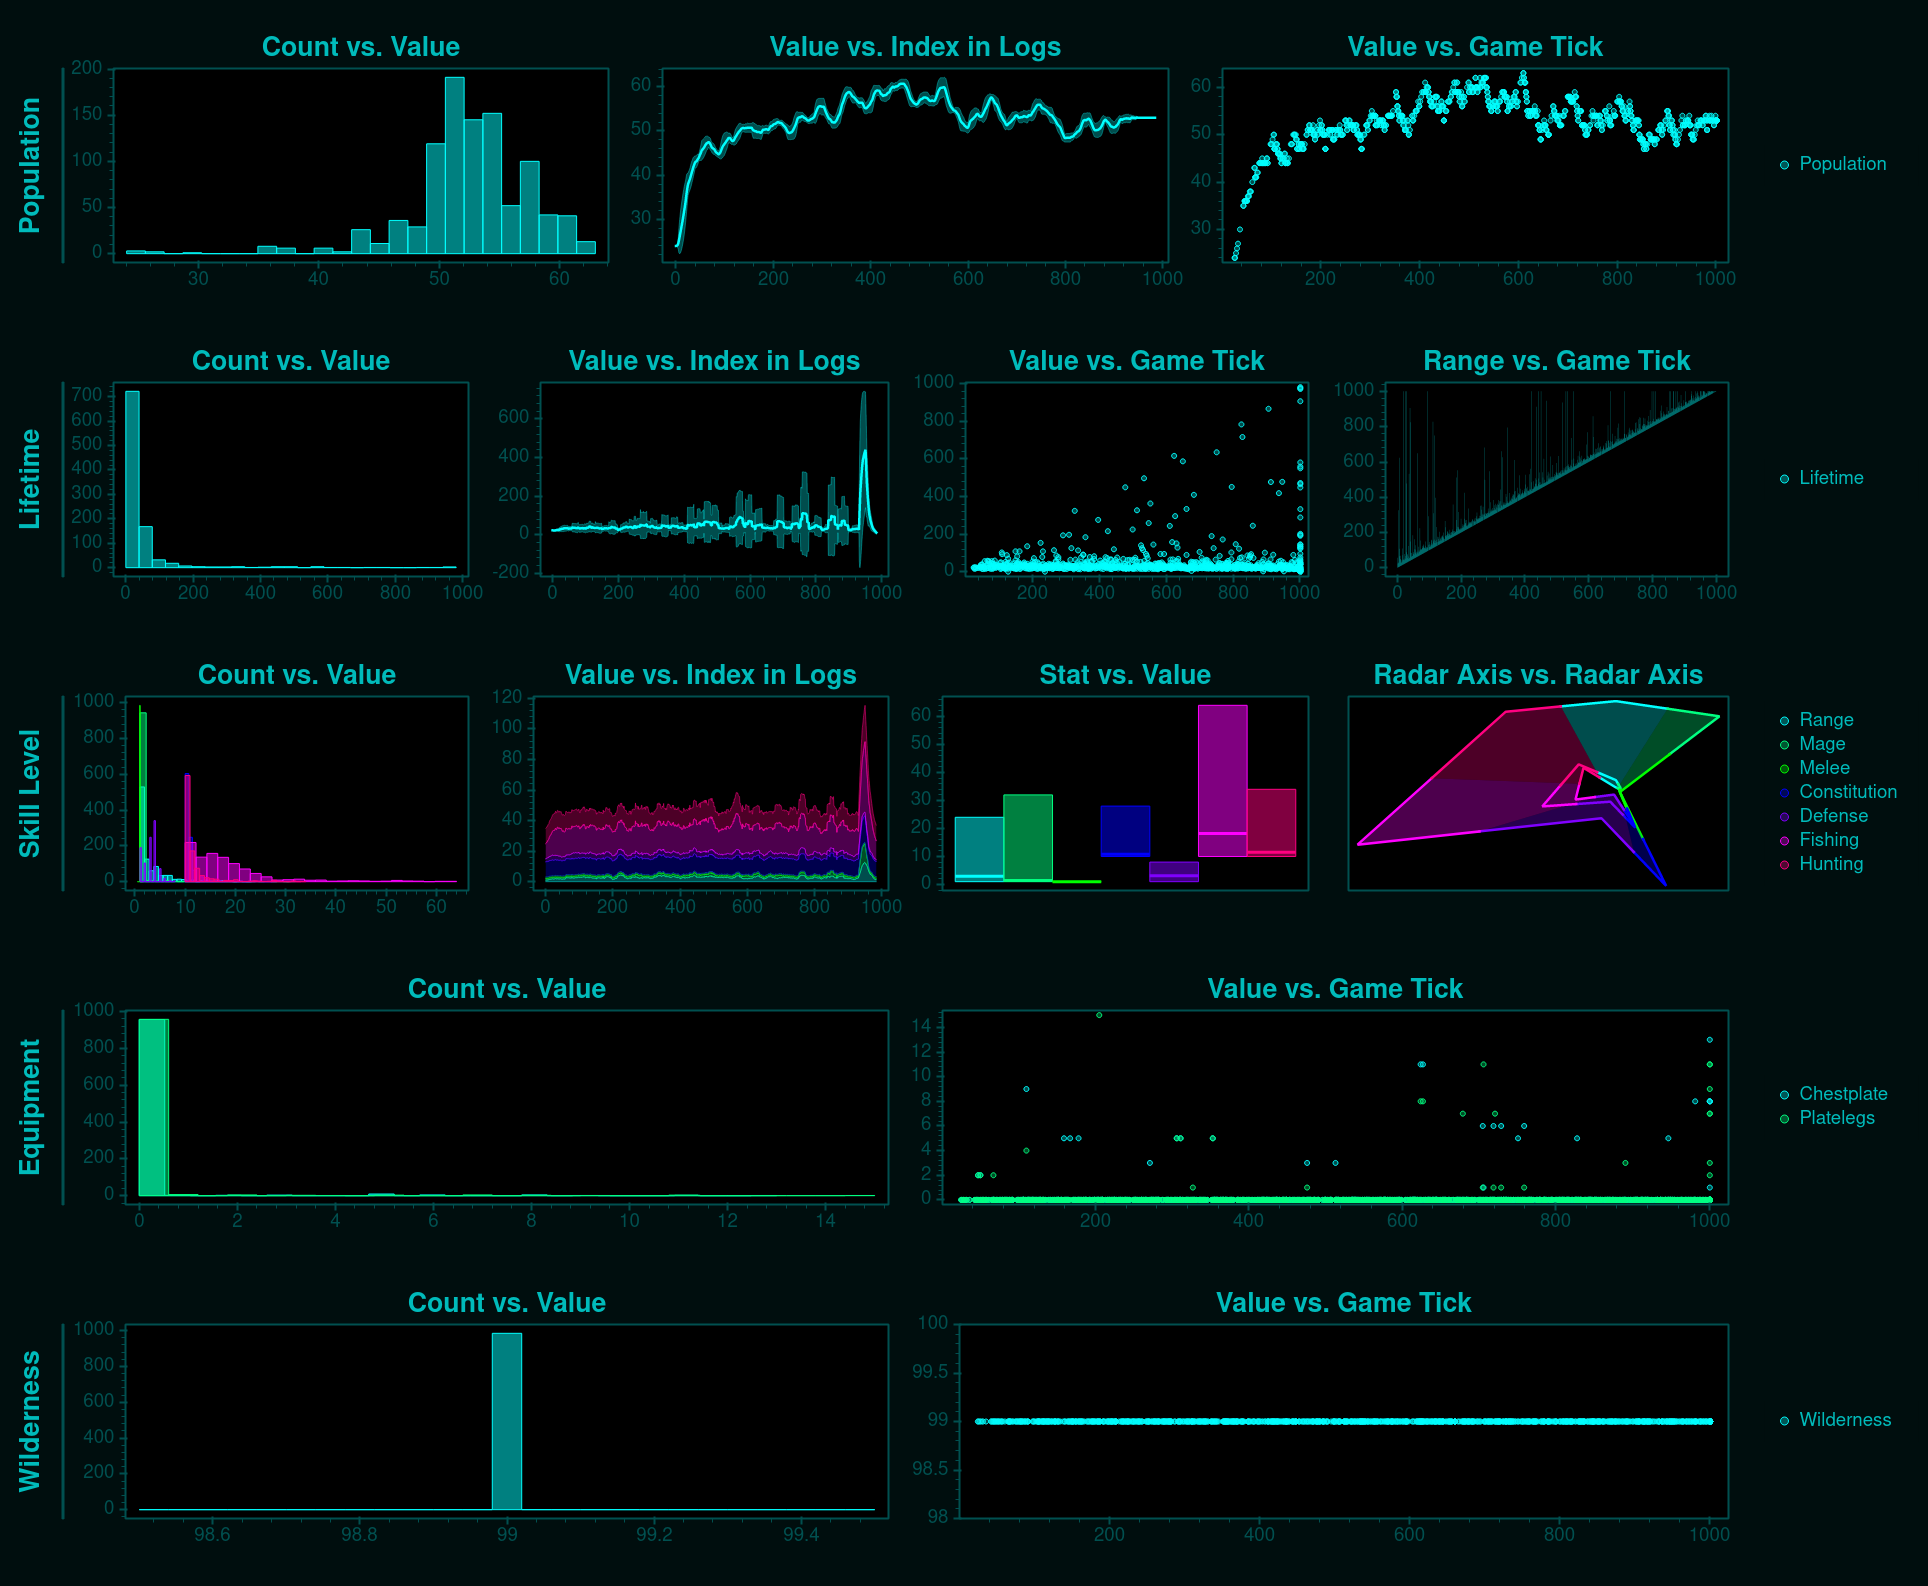 Population
Count vs. Value
200
150
100
50
0
30 40 50 60
Value vs. Index in Logs
60
50
40
30
0 200 400 600 800 1000
Value vs. Game Tick
60
50
40
30
200 400 600 800 1000
Population
Lifetime
Count vs. Value
700
600
500
400
300
200
100
0
0 200 400 600 800 1000
Value vs. Index in Logs
600
400
200
0
-200
0 200 400 600 800 1000
Value vs. Game Tick
1000
800
600
400
200
0
200 400 600 800 1000
Range vs. Game Tick
1000
800
600
400
200
0
0 200 400 600 800 1000
Lifetime
Skill Level
Count vs. Value
1000
800
600
400
200
0
0 10 20 30 40 50 60
Value vs. Index in Logs
120
100
80
60
40
20
0
0 200 400 600 800 1000
Stat vs. Value
60
50
40
30
20
10
0
Radar Axis vs. Radar Axis
Range
Mage
Melee
Constitution
Defense
Fishing
Hunting
Equipment
Count vs. Value
1000
800
600
400
200
0
0 2 4 6 8 10 12 14
Value vs. Game Tick
14
12
10
8
6
4
2
0
200 400 600 800 1000
Chestplate
Platelegs
Wilderness
Count vs. Value
1000
800
600
400
200
0
98.6 98.8 99 99.2 99.4
Value vs. Game Tick
100
99.5
99
98.5
98
200 400 600 800 1000
Wilderness